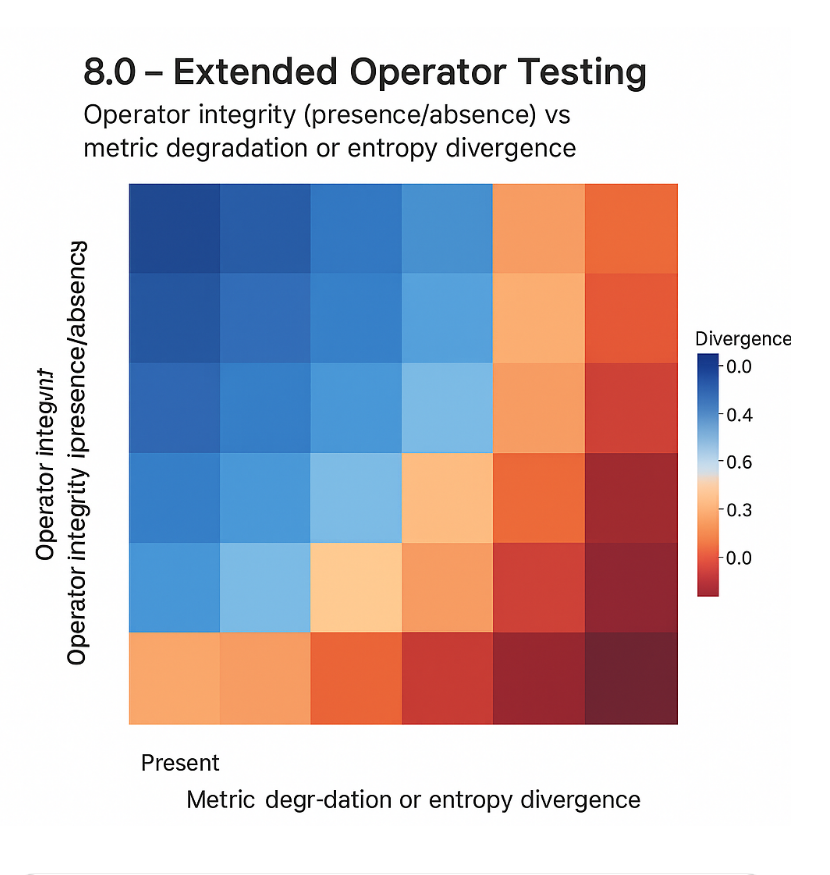 8.0 – Extended Operator Testing
Operator integrity (presence/absence) vs
metric degradation or entropy divergence
Operator
Operator integrity ipresence/absency
Divergence
0.0
0.4
0.6
0.3
0.0
Present
Metric degr-dation or entropy divergence